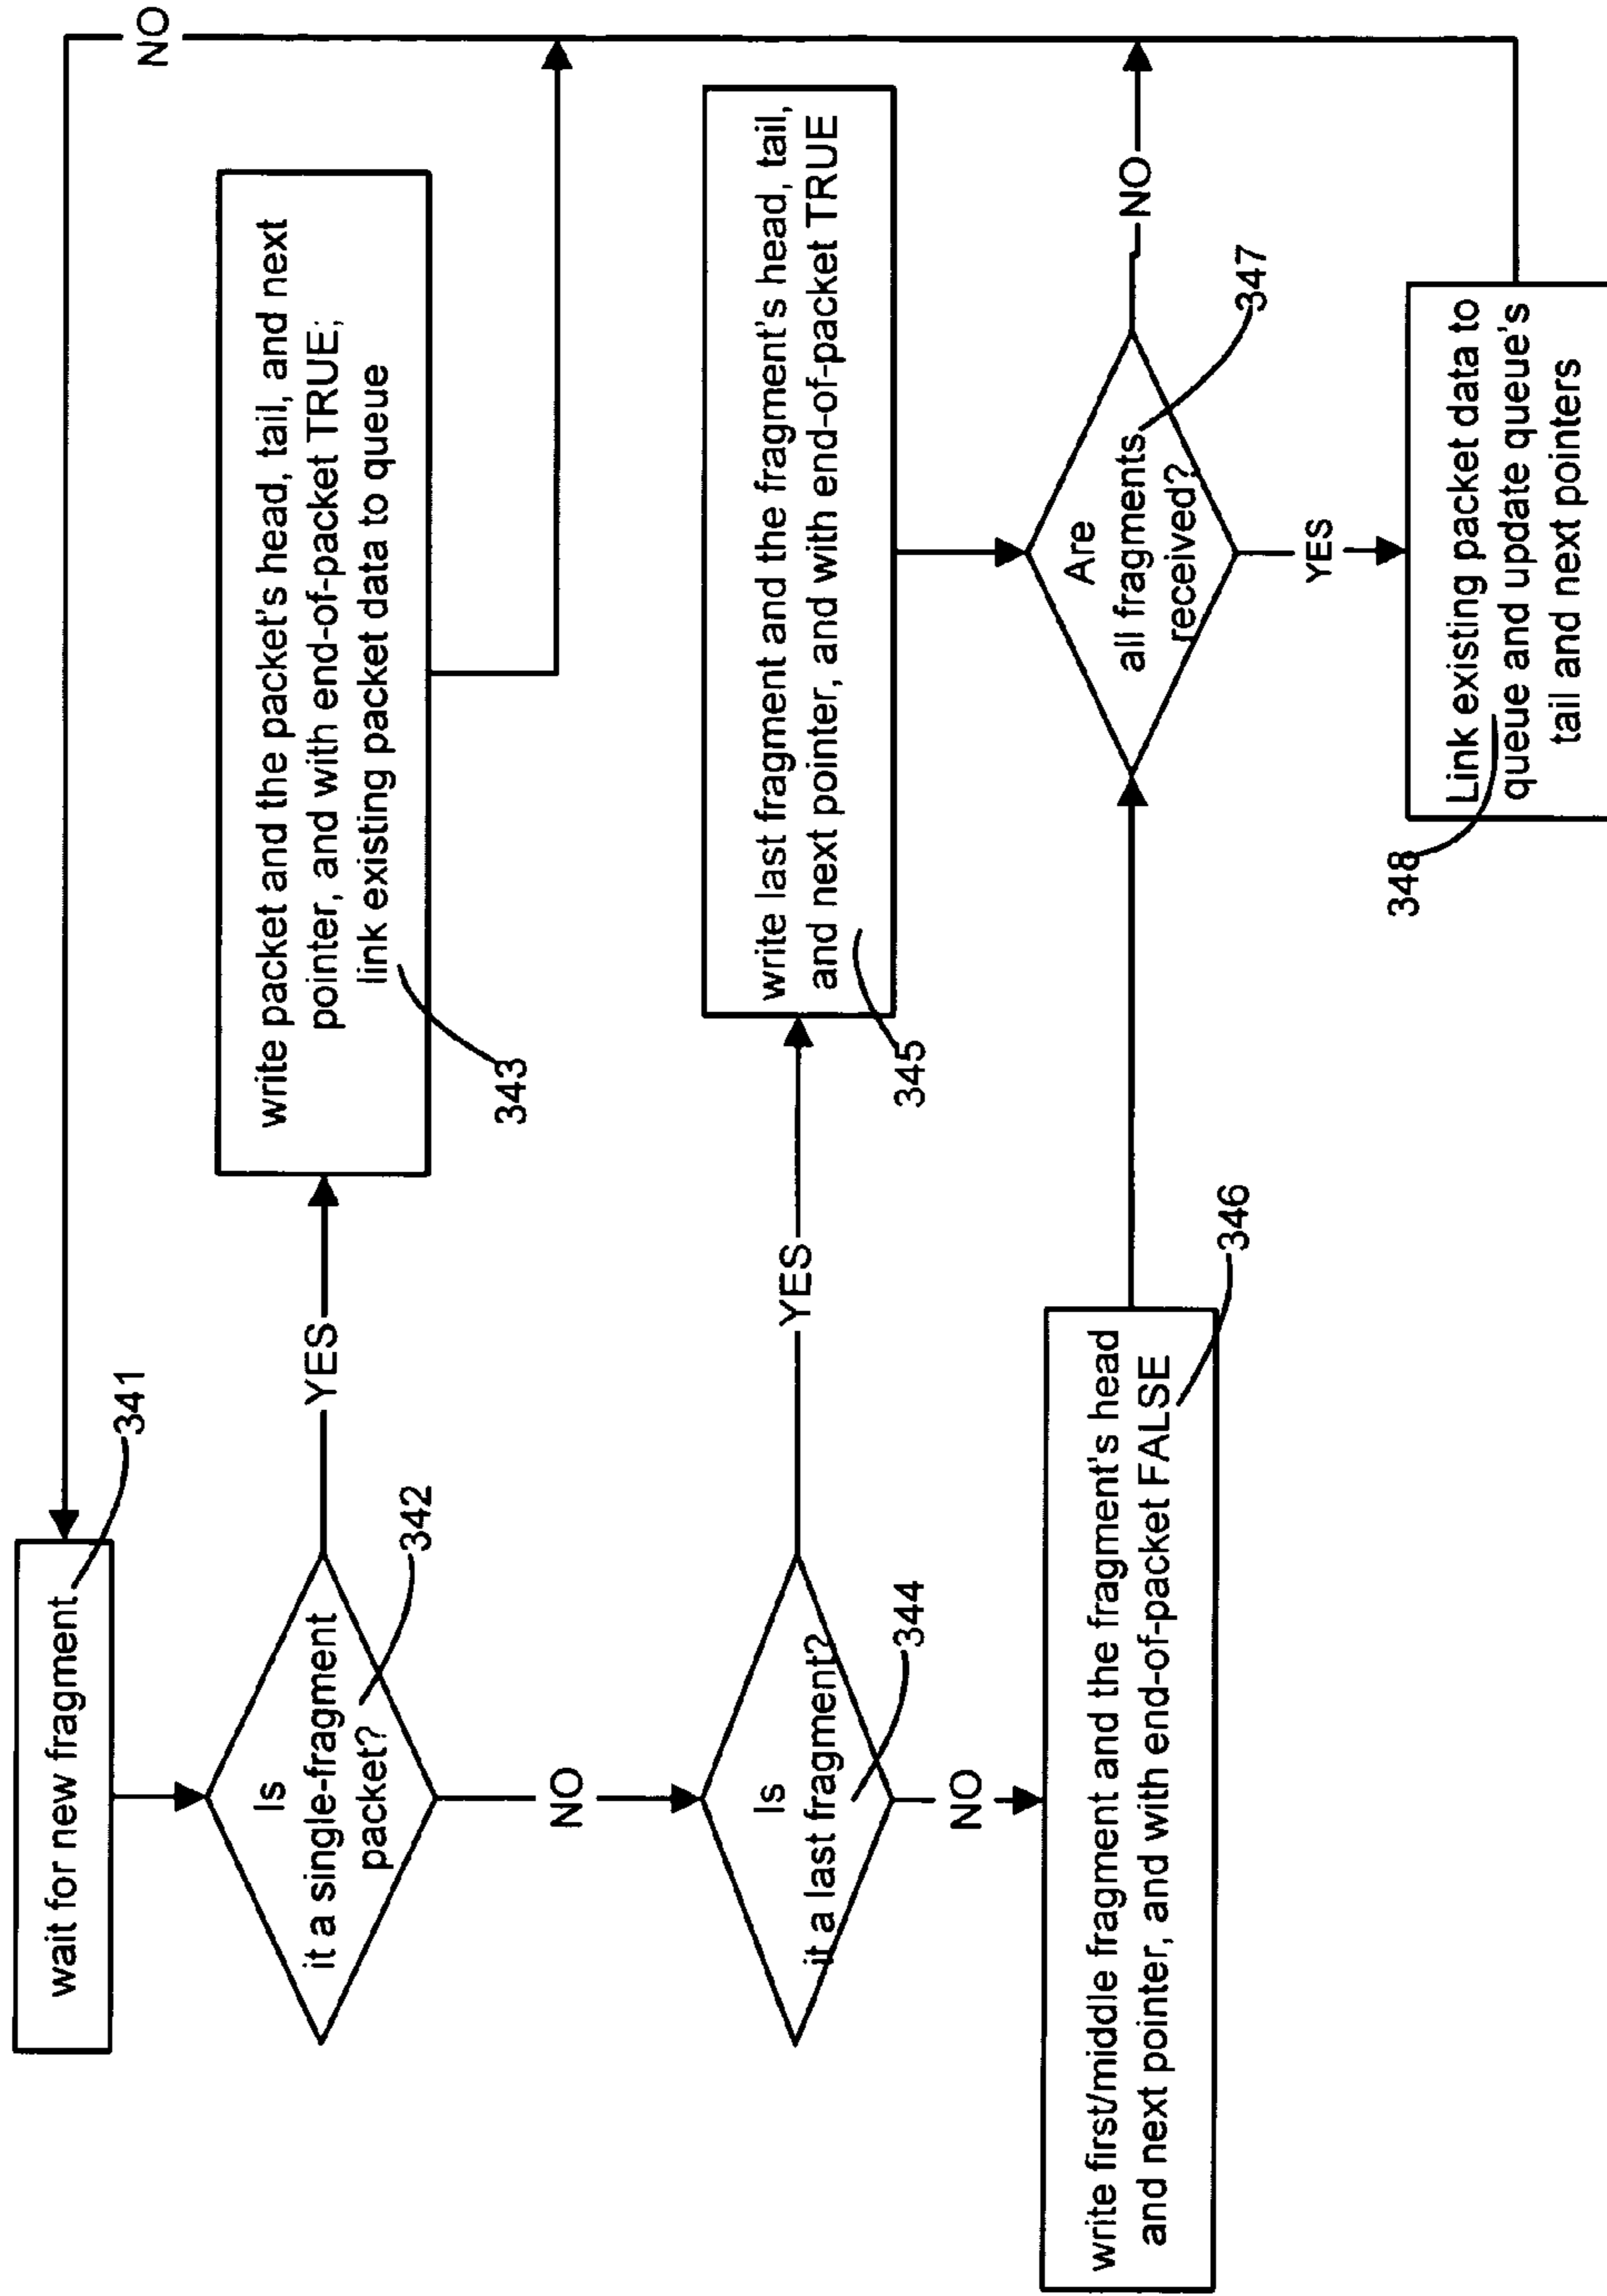 wait for new fragment
341
NO
Is
it a single-fragment
packet?
342
YES
write packet and the packet's head, tail, and next
pointer, and with end-of-packet TRUE;
link existing packet data to queue
343
NO
Is
it a last fragment?
344
YES
write last fragment and the fragment's head, tail,
and next pointer, and with end-of-packet TRUE
345
NO
write first/middle fragment and the fragment's head
and next pointer, and with end-of-packet FALSE
346
Are
all fragments
received?
347
NO
YES
Link existing packet data to
queue and update queue's
tail and next pointers
348